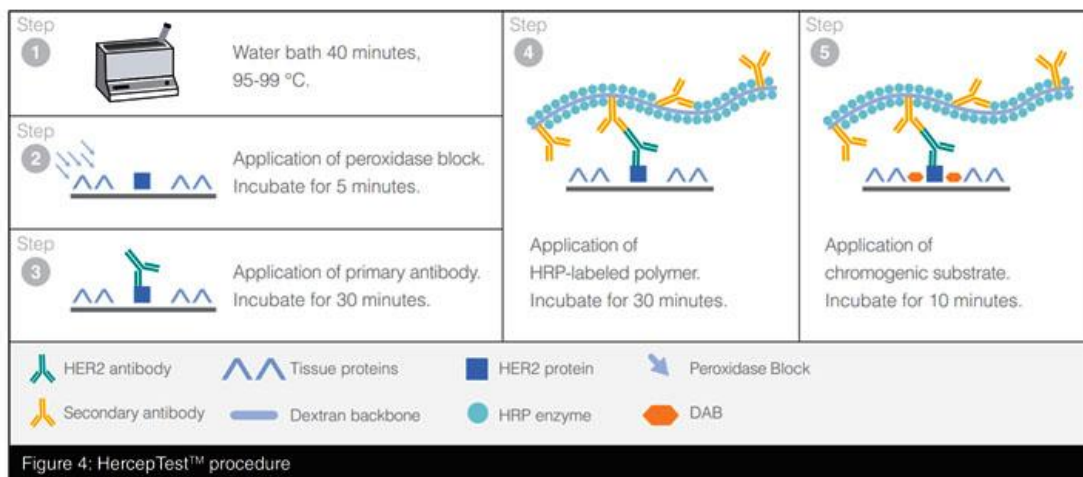 Step
1
Water bath 40 minutes,
95-99 °C.
Step
2
Application of peroxidase block.
Incubate for 5 minutes.
Step
3
Application of primary antibody.
Incubate for 30 minutes.
Step
4
Application of
HRP-labeled polymer.
Incubate for 30 minutes.
Step
5
Application of
chromogenic substrate.
Incubate for 10 minutes.
HER2 antibody
Tissue proteins
HER2 protein
Peroxidase Block
Secondary antibody
Dextran backbone
HRP enzyme
DAB
Figure 4: HercepTest™ procedure